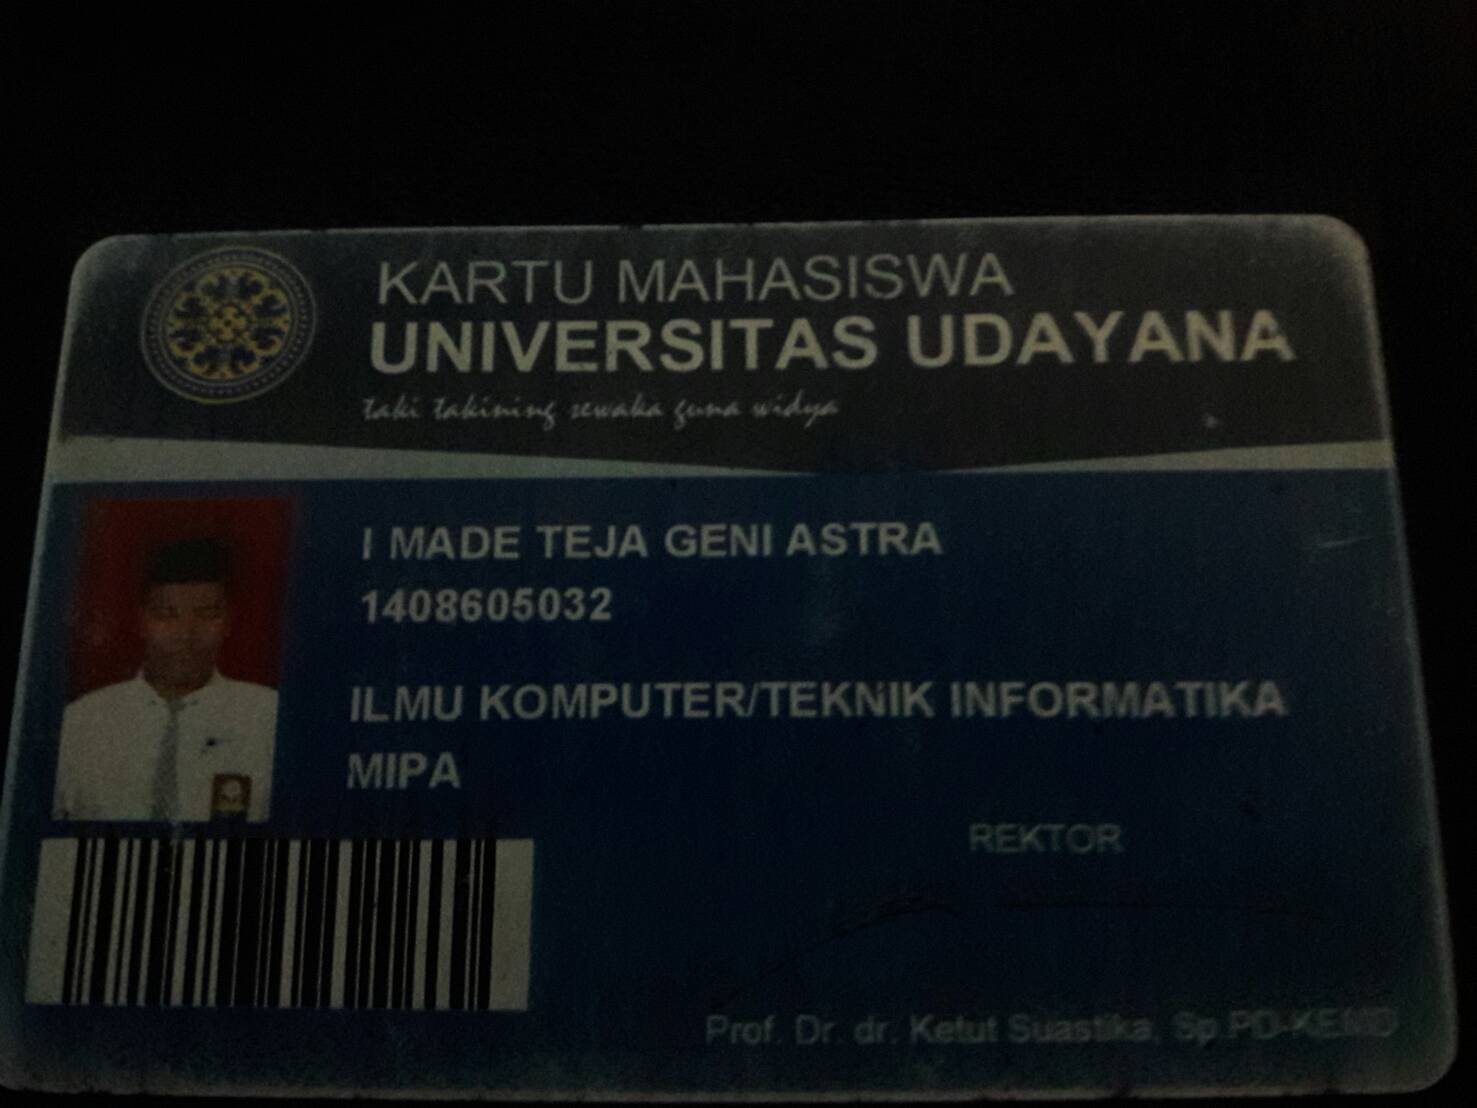 KARTU MAHASISWA
UNIVERSITAS UDAYANA
taki takining sewaka guna widya
I MADE TEJA GENI ASTRA
1408605032
ILMU KOMPUTER/TEKNIK INFORMATIKA
MIPA
REKTOR
Prof. Dr. dr. Ketut Suastika, Sp.PD-KEMD